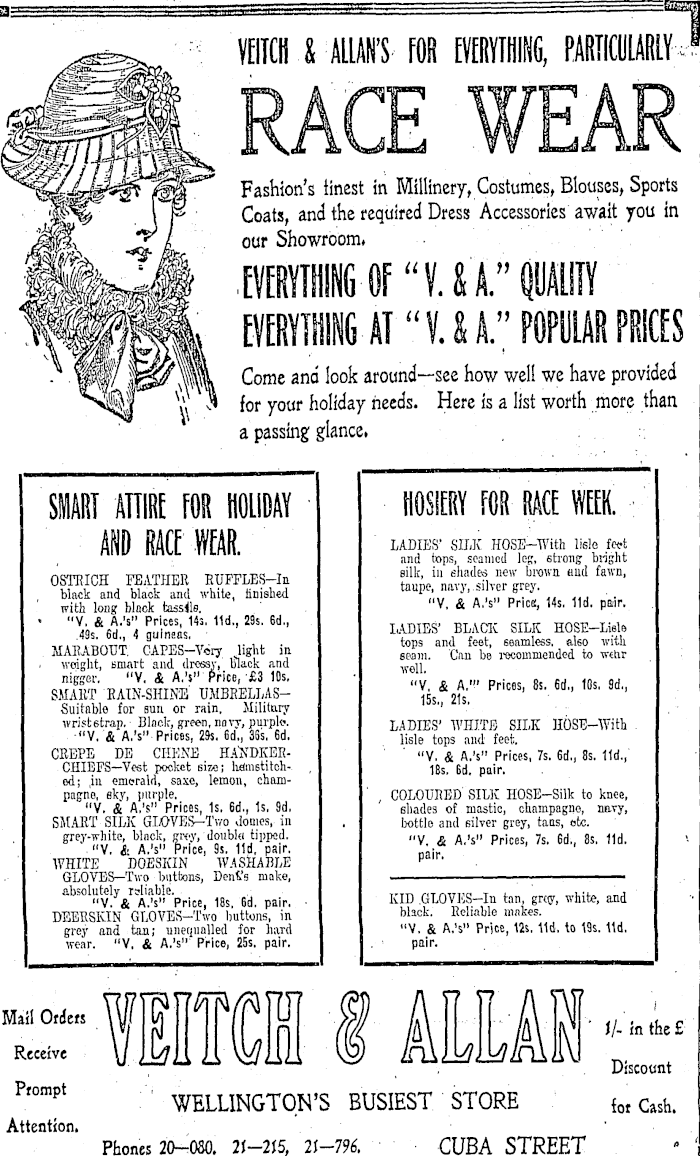 VEITCH & ALLAN'S FOR EVERYTHING, PARTICULARLY
RACE WEAR
Fashion's finest in Millinery, Costumes, Blouses, Sports
Coats, and the required Dress Accessories await you in
our Showroom.
EVERYTHING OF "V. & A." QUALITY
EVERYTHING AT "V. & A." POPULAR PRICES
Come and look around—see how well we have provided
for your holiday needs. Here is a list worth more than
a passing glance.
SMART ATTIRE FOR HOLIDAY
AND RACE WEAR.
OSTRICH FEATHER RUFFLES—In
black and black and white, finished
with long black tassils.
"V. & A.'s" Prices, 14s. 11d., 29s. 6d.,
49s. 6d., 4 guineas.
MARABOUT CAPES—Very light in
weight, smart and dressy, black and
nigger. "V. & A.'s" Price, £3 10s.
SMART RAIN-SHINE UMBRELLAS—
Suitable for sun or rain. Military
wriststrap. Black, green, navy, purple.
"V. & A.'s" Prices, 29s. 6d., 36s. 6d.
CREPE DE CHENE HANDKER-
CHIEFS—Vest pocket size; hemstitch-
ed; in emerald, saxe, lemon, cham-
pagne, sky, purple.
"V. & A.'s" Prices, 1s. 6d., 1s. 9d.
SMART SILK GLOVES—Two domes, in
grey-white, black, grey, double tipped.
"V. & A.'s" Price, 9s. 11d. pair.
WHITE DOESKIN WASHABLE
GLOVES—Two buttons, Dent's make,
absolutely reliable.
"V. & A.'s" Price, 18s. 6d. pair.
DEERSKIN GLOVES—Two buttons, in
grey and tan; unequalled for hard
wear. "V. & A.'s" Price, 25s. pair.
HOSIERY FOR RACE WEEK.
LADIES' SILK HOSE—With lisle feet
and tops, seamed leg, strong bright
silk, in shades new brown and fawn,
taupe, navy, silver grey.
"V. & A.'s" Price, 14s. 11d. pair.
LADIES' BLACK SILK HOSE—Lisle
tops and feet, seamless, also with
seam. Can be recommended to wear
well.
"V. & A.'" Prices, 8s. 6d., 10s. 9d.,
15s., 21s.
LADIES' WHITE SILK HOSE—With
lisle tops and feet.
"V. & A.'s" Prices, 7s. 6d., 8s. 11d.,
18s. 6d. pair.
COLOURED SILK HOSE—Silk to knee,
shades of mastic, champagne, navy,
bottle and silver grey, tans, etc.
"V. & A.'s" Prices, 7s. 6d., 8s. 11d.
pair.
KID GLOVES—In tan, grey, white, and
black. Reliable makes.
"V. & A.'s" Price, 12s. 11d. to 19s. 11d.
pair.
Mail Orders
Receive
Prompt
Attention.
VEITCH & ALLAN
WELLINGTON'S BUSIEST STORE
Phones 20—080, 21—215, 21—796. CUBA STREET
1/- in the £
Discount
for Cash.